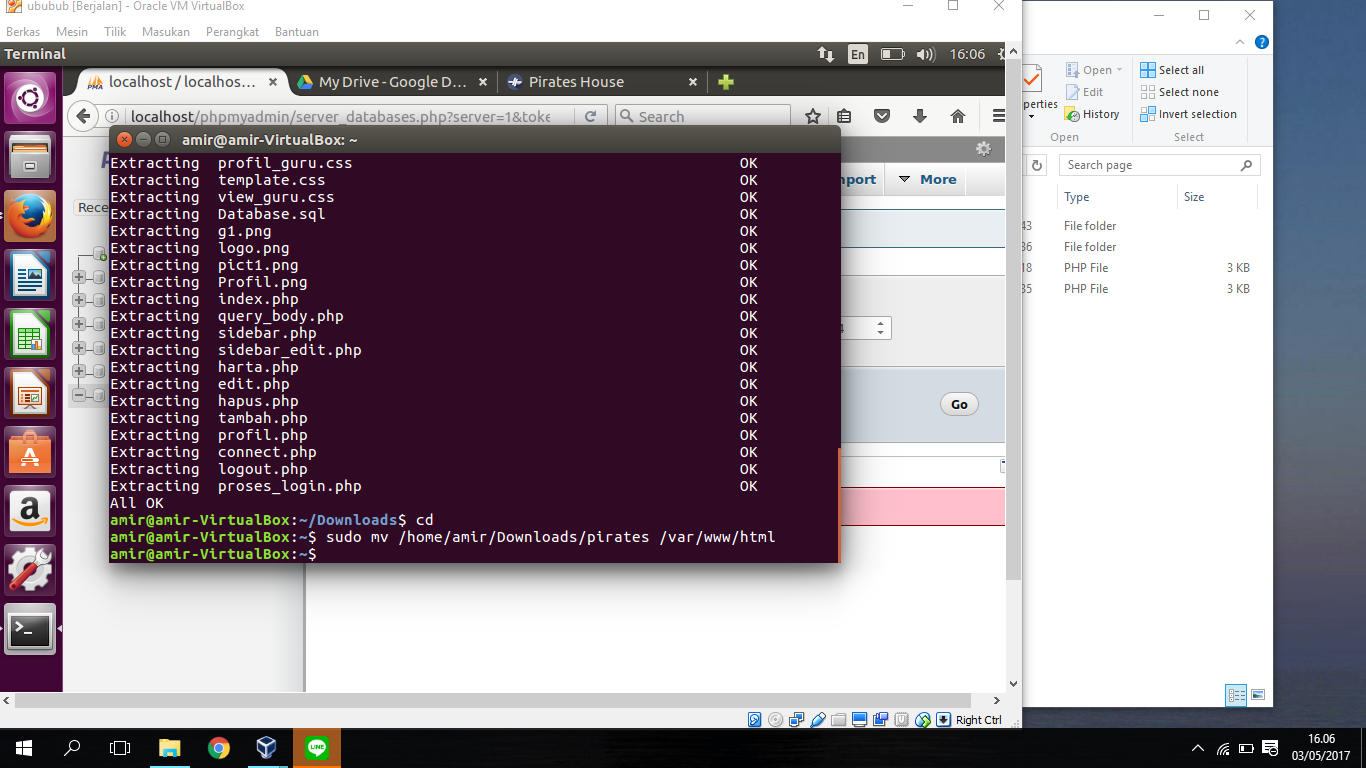 ububub [Berjalan] - Oracle VM VirtualBox
Berkas Mesin Tilik Masukan Perangkat Bantuan
Terminal En 16:06
localhost / localhos... My Drive - Google D... Pirates House
localhost/phpmyadmin/server_databases.php?server=1&toke Search
amir@amir-VirtualBox: ~
Extracting profil_guru.css OK
Extracting template.css OK
Extracting view_guru.css OK
Extracting Database.sql OK
Extracting g1.png OK
Extracting logo.png OK
Extracting pict1.png OK
Extracting Profil.png OK
Extracting index.php OK
Extracting query_body.php OK
Extracting sidebar.php OK
Extracting sidebar_edit.php OK
Extracting harta.php OK
Extracting edit.php OK
Extracting hapus.php OK
Extracting tambah.php OK
Extracting profil.php OK
Extracting connect.php OK
Extracting logout.php OK
Extracting proses_login.php OK
All OK
amir@amir-VirtualBox:~/Downloads$ cd
amir@amir-VirtualBox:~$ sudo mv /home/amir/Downloads/pirates /var/www/html
amir@amir-VirtualBox:~$
PMA
Rece
nport More
Go
Right Ctrl
perties
Open
Edit
History
Open
Select all
Select none
Invert selection
Select
Search page
Type Size
43 File folder
36 File folder
18 PHP File 3 KB
35 PHP File 3 KB
LINE
16.06
03/05/2017